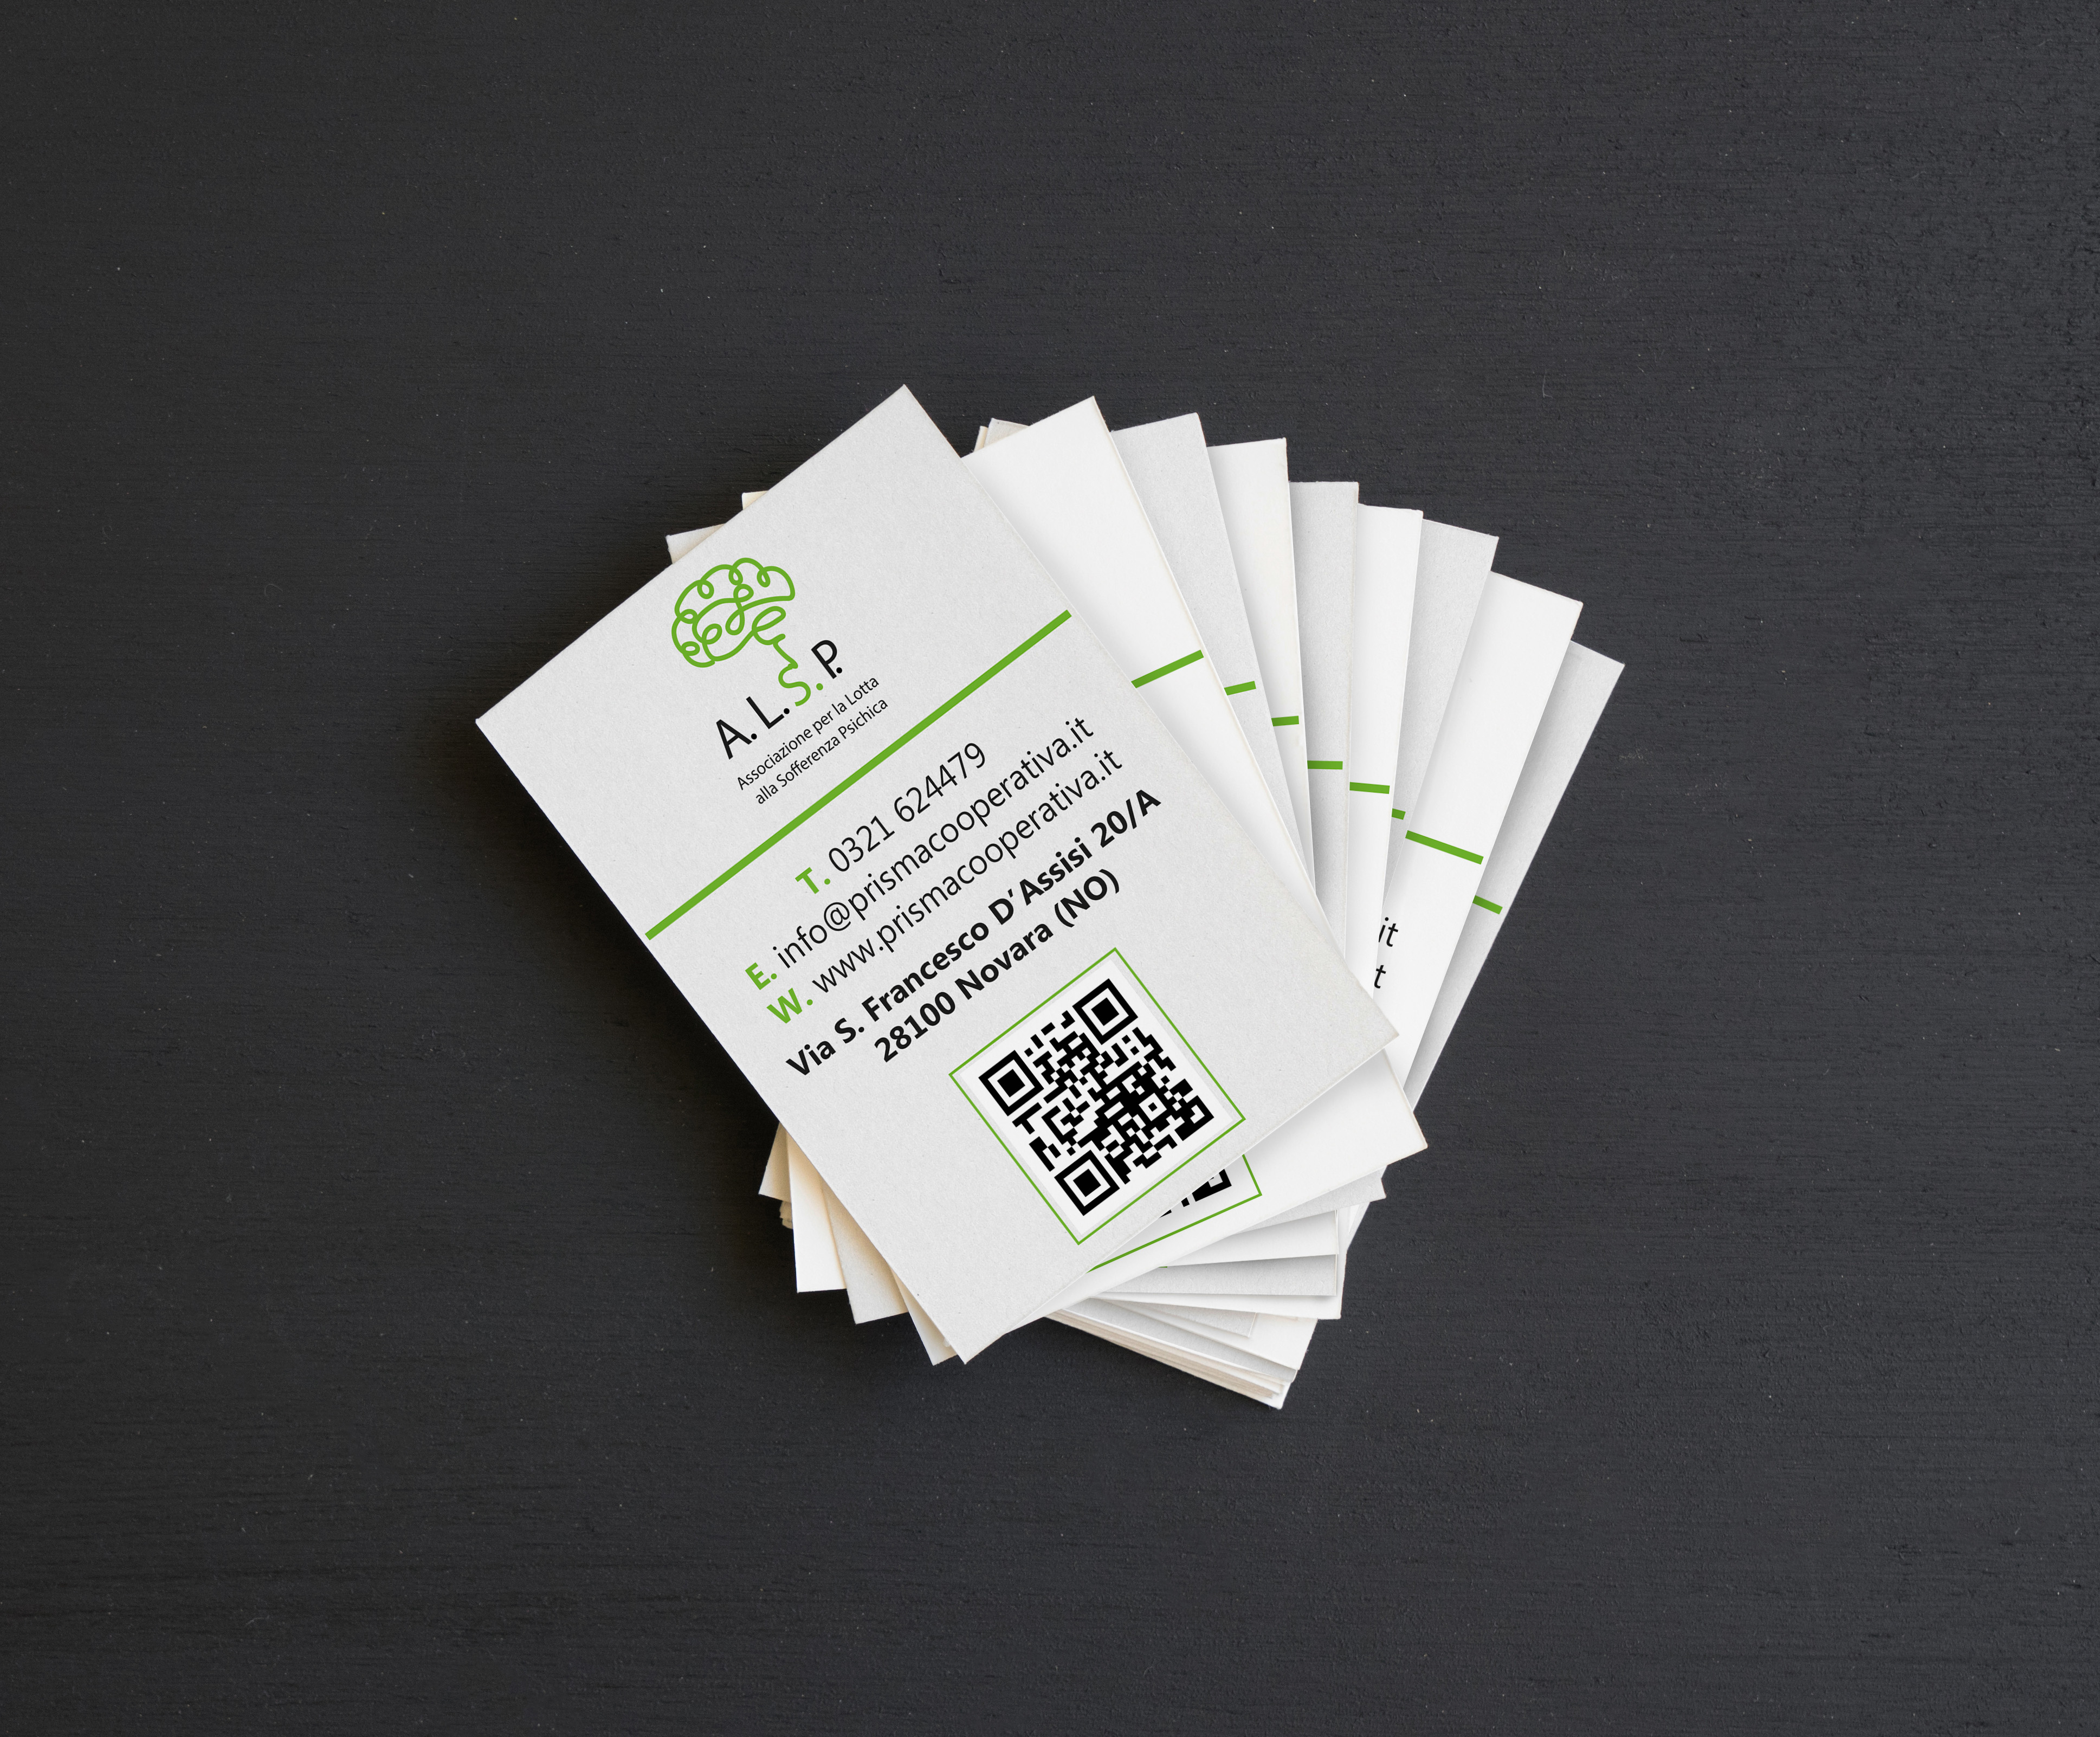 A. L. S. P.
Associazione per la Lotta
alla Sofferenza Psichica
T. 0321 624479
E. info@prismacooperativa.it
W. www.prismacooperativa.it
Via S. Francesco D'Assisi 20/A
28100 Novara (NO)
it
t